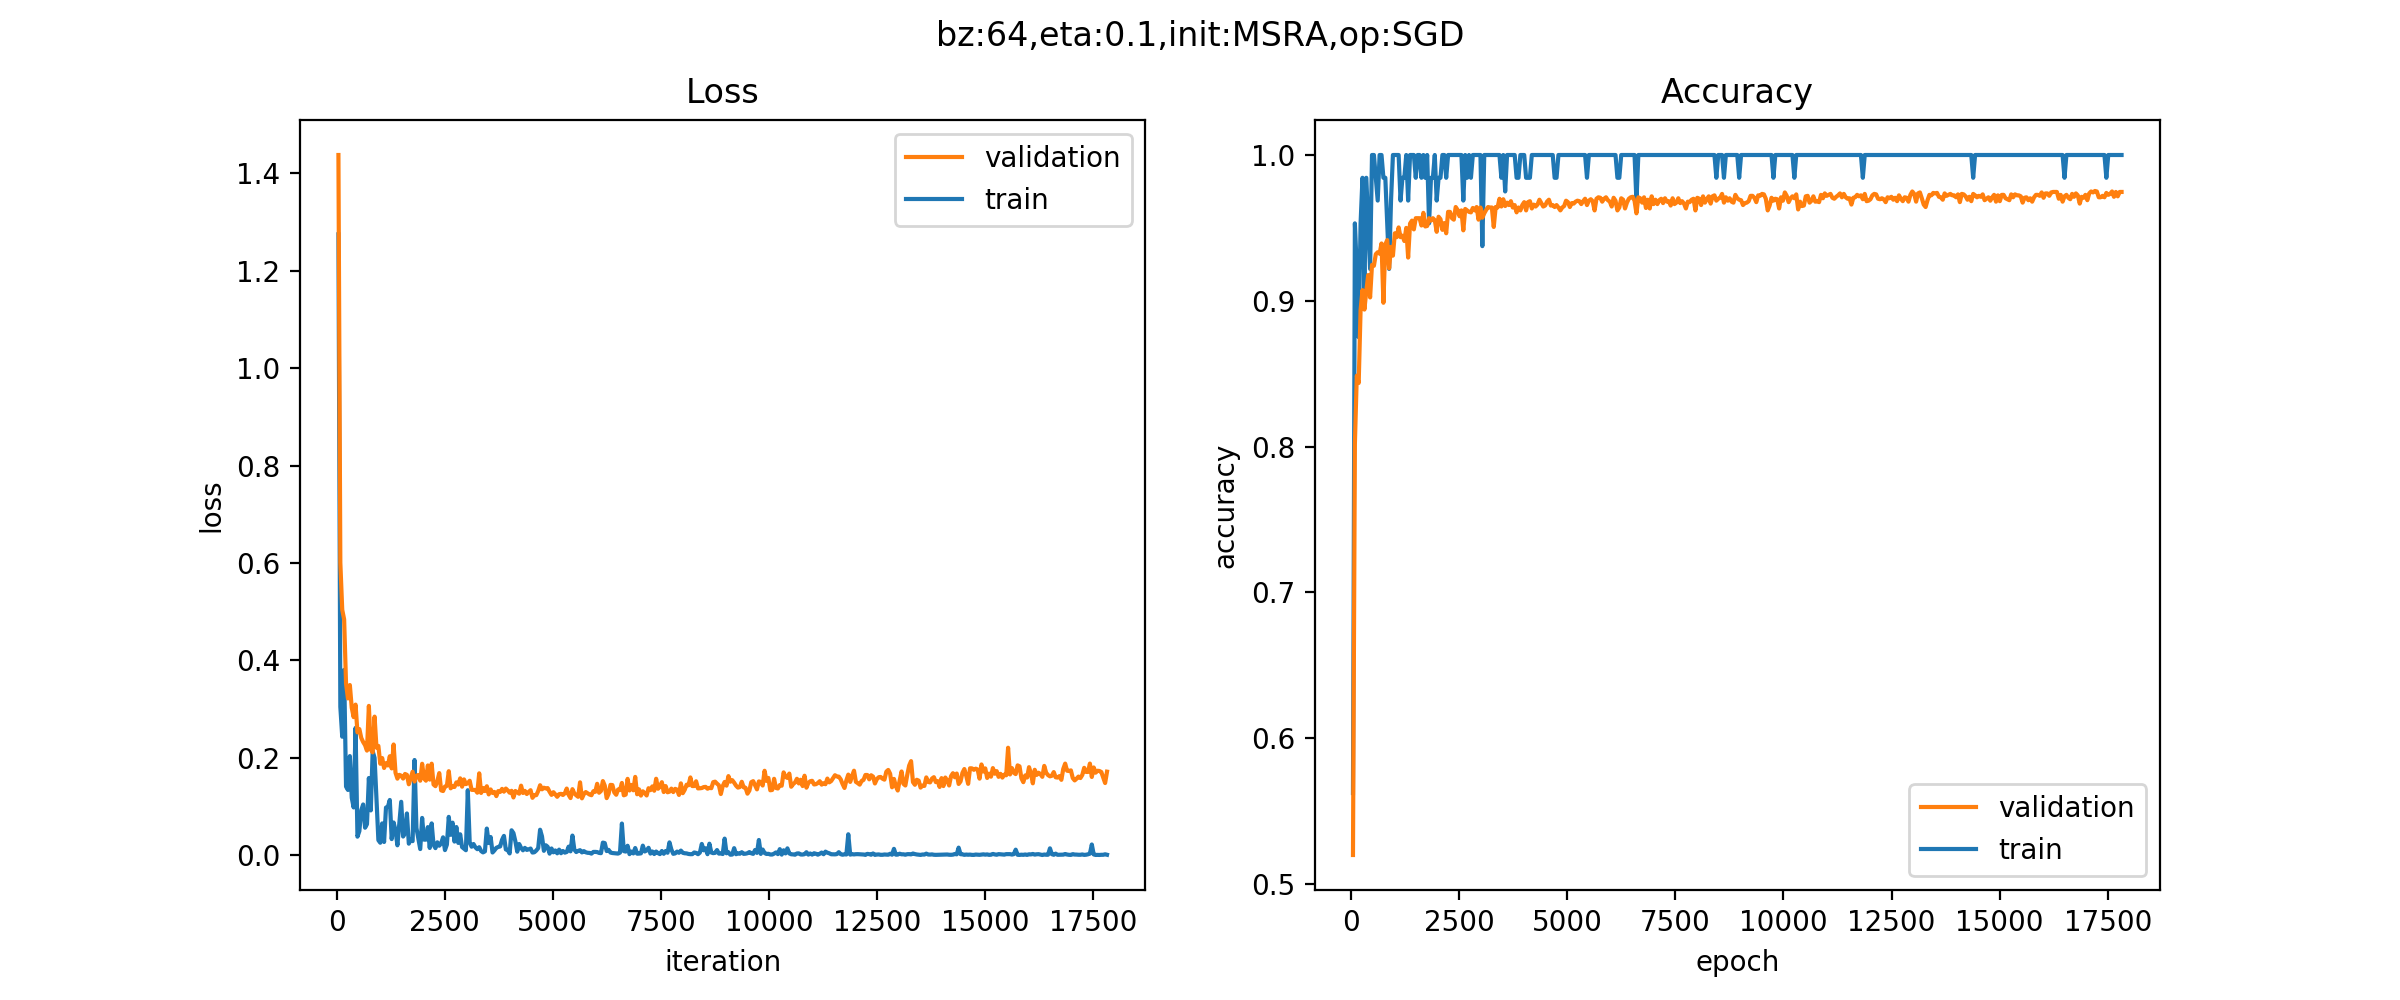 bz:64,eta:0.1,init:MSRA,op:SGD
Loss
validation
train
1.4
1.2
1.0
0.8
0.6
0.4
0.2
0.0
loss
0
2500
5000
7500
10000
12500
15000
17500
iteration
Accuracy
1.0
0.9
0.8
0.7
0.6
0.5
accuracy
validation
train
0
2500
5000
7500
10000
12500
15000
17500
epoch